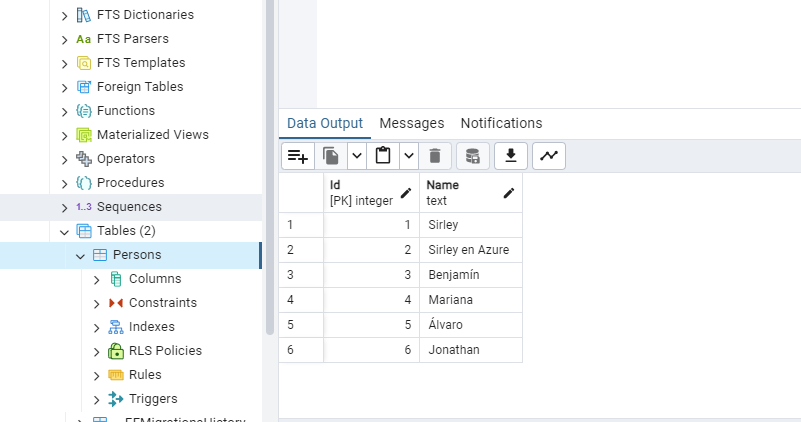 FTS Dictionaries
Aa FTS Parsers
FTS Templates
Foreign Tables
Functions
Materialized Views
Operators
Procedures
1..3 Sequences
Tables (2)
Persons
Columns
Constraints
Indexes
RLS Policies
Rules
Triggers
Data Output Messages Notifications
Id Name
[PK] integer text
1 1 Sirley
2 2 Sirley en Azure
3 3 Benjamín
4 4 Mariana
5 5 Álvaro
6 6 Jonathan